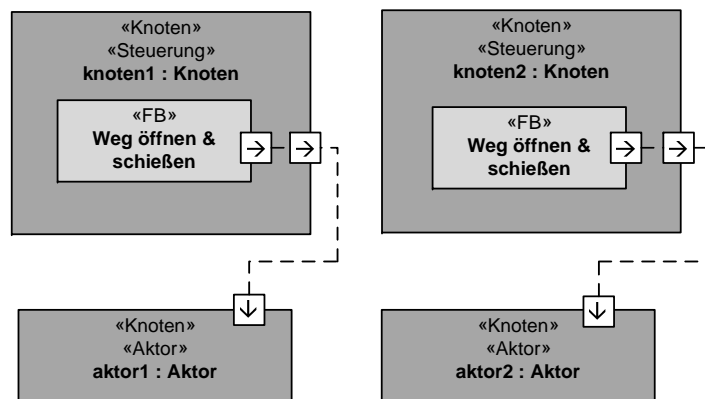 «Knoten»
«Steuerung»
knoten1 : Knoten
«FB»
Weg öffnen &
schießen
«Knoten»
«Aktor»
aktor1 : Aktor
«Knoten»
«Steuerung»
knoten2 : Knoten
«FB»
Weg öffnen &
schießen
«Knoten»
«Aktor»
aktor2 : Aktor